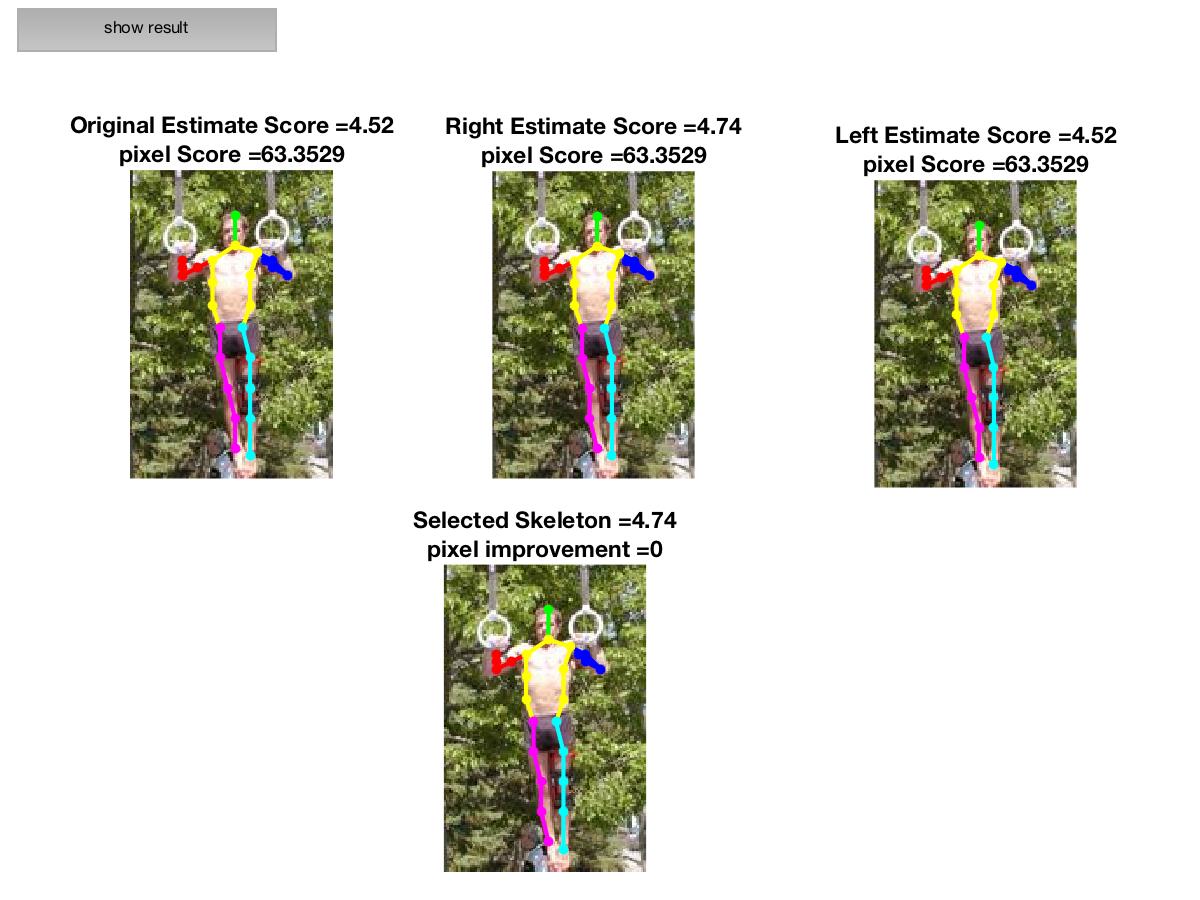 show result
Original Estimate Score =4.52
pixel Score =63.3529
Right Estimate Score =4.74
pixel Score =63.3529
Left Estimate Score =4.52
pixel Score =63.3529
Selected Skeleton =4.74
pixel improvement =0